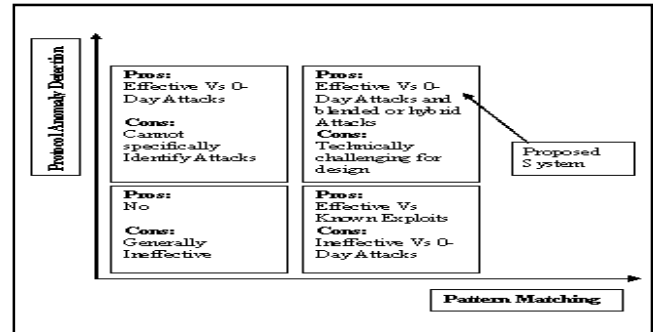 Protocol Anomaly Detection
Pros:
Effective Vs 0-
Day Attacks
Cons:
Cannot
specifically
Identify Attacks
Pros:
Effective Vs 0-
Day Attacks and
blended or hybrid
Attacks
Cons:
Technically
challenging for
design
Proposed
System
Pros:
No
Cons:
Generally
Ineffective
Pros:
Effective Vs
Known Exploits
Cons:
Ineffective Vs 0-
Day Attacks
Pattern Matching